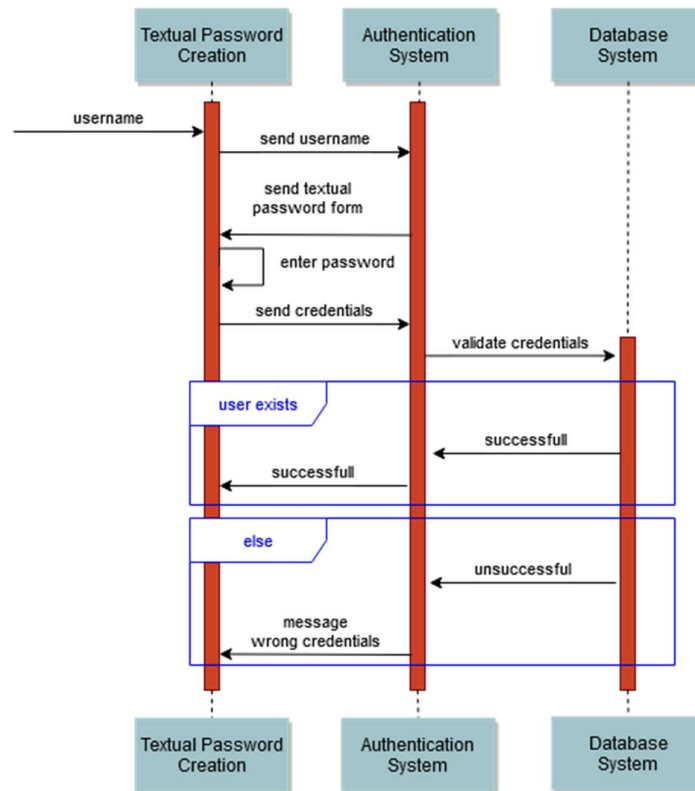 Textual Password
Creation
Authentication
System
Database
System
username
send username
send textual
password form
enter password
send credentials
validate credentials
user exists
successfull
successfull
else
unsuccessful
message
wrong credentials
Textual Password
Creation
Authentication
System
Database
System